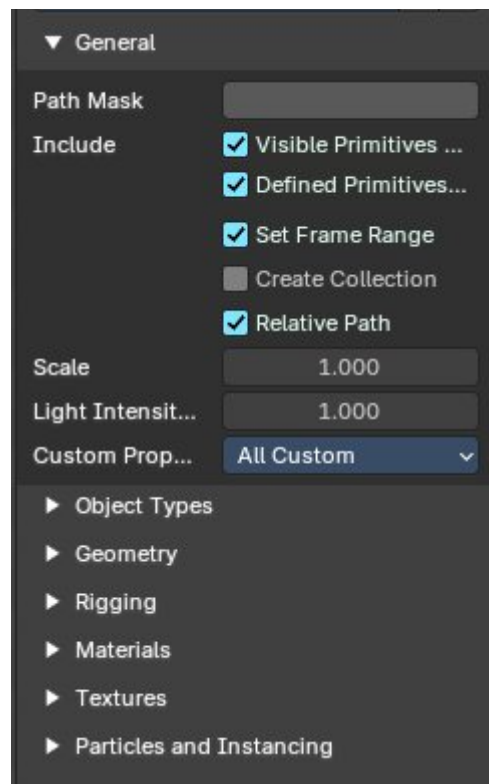 General
Path Mask
Include
Visible Primitives ...
Defined Primitives...
Set Frame Range
Create Collection
Relative Path
Scale 1.000
Light Intensit... 1.000
Custom Prop... All Custom
Object Types
Geometry
Rigging
Materials
Textures
Particles and Instancing